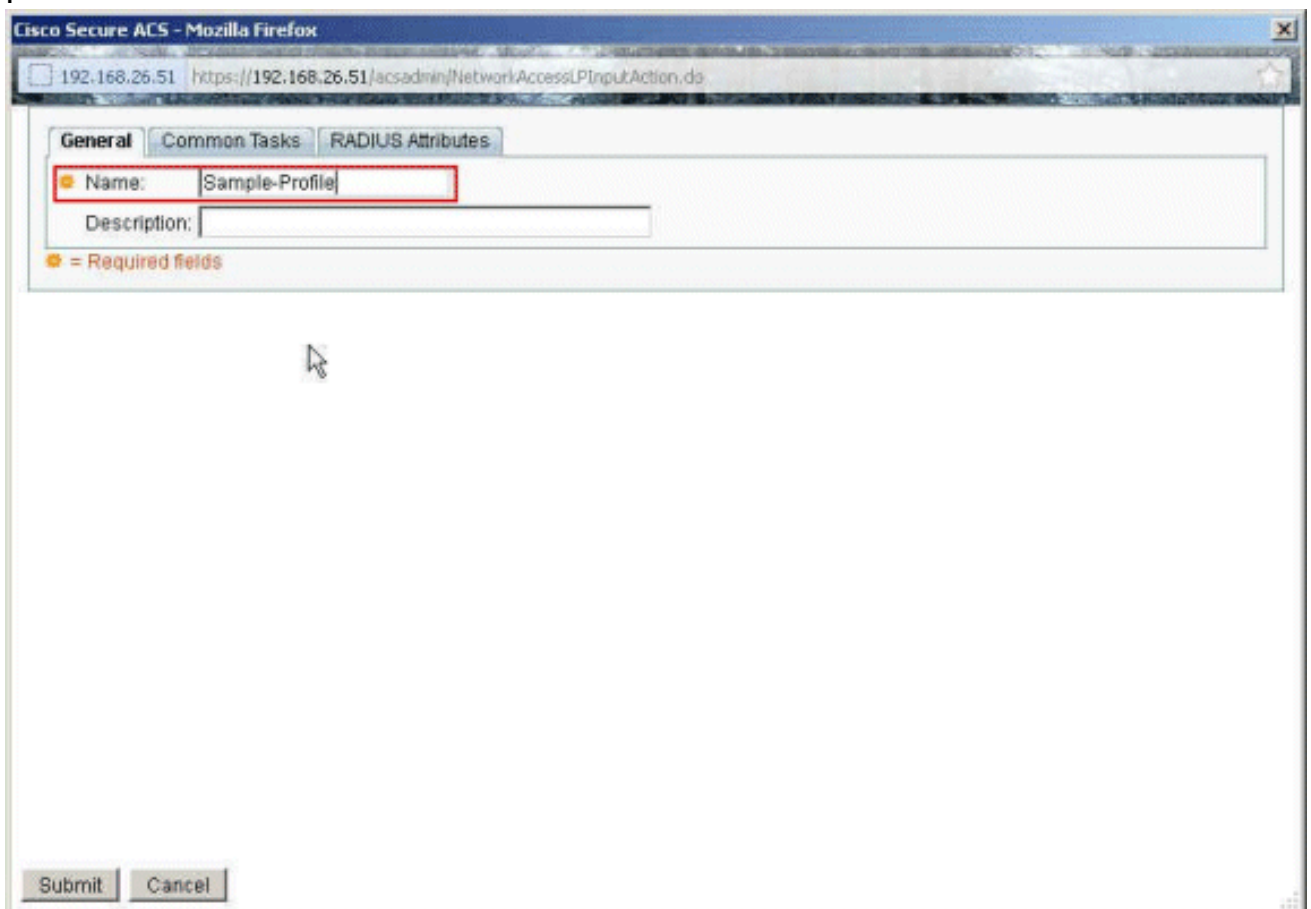 Cisco Secure ACS - Mozilla Firefox
192.168.26.51 https://192.168.26.51/acsadmin/NetworkAccessLPInputAction.do
General Common Tasks RADIUS Attributes
Name: Sample-Profile
Description:
= Required fields
Submit Cancel